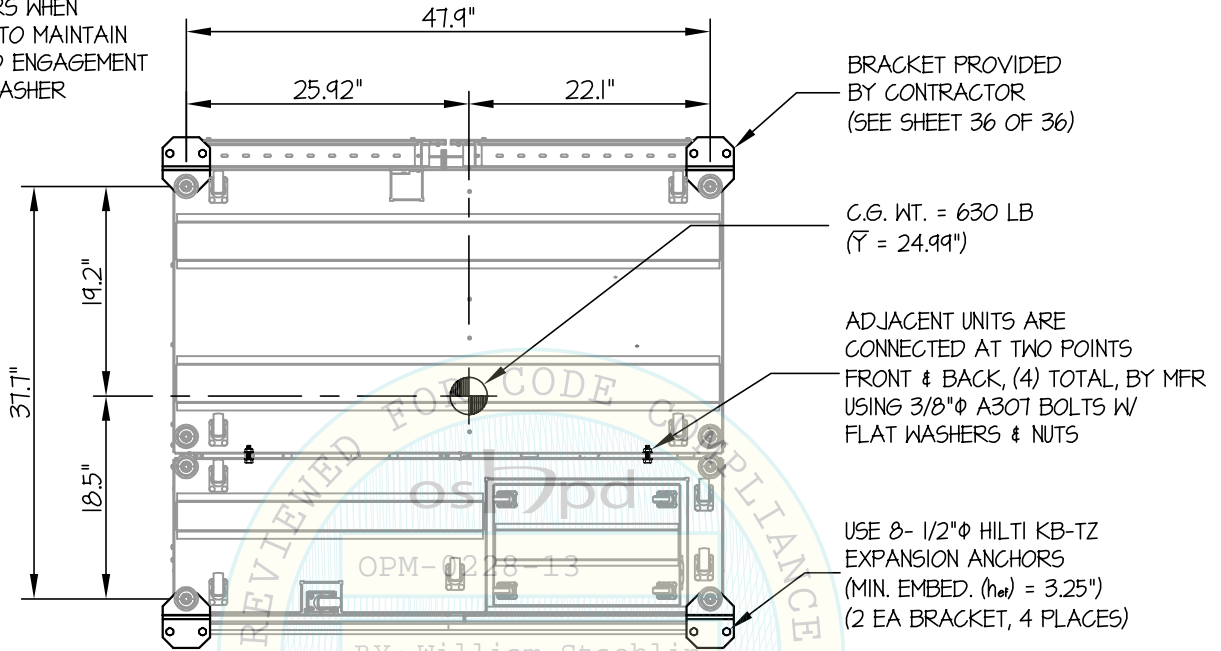 RS WHEN
TO MAINTAIN
D ENGAGEMENT
ASHER
47.9"
25.92"
22.1"
BRACKET PROVIDED
BY CONTRACTOR
(SEE SHEET 36 OF 36)
37.7"
19.2"
18.5"
C.G. WT. = 630 LB
(Y̅ = 24.99")
ADJACENT UNITS ARE
CONNECTED AT TWO POINTS
FRONT & BACK, (4) TOTAL, BY MFR
USING 3/8"Φ A307 BOLTS W/
FLAT WASHERS & NUTS
USE 8- 1/2"Φ HILTI KB-TZ
EXPANSION ANCHORS
(MIN. EMBED. (hef) = 3.25")
(2 EA BRACKET, 4 PLACES)
REVIEWED FOR CODE COMPLIANCE
oshpd
OPM-0228-13
BY: William Staehlin